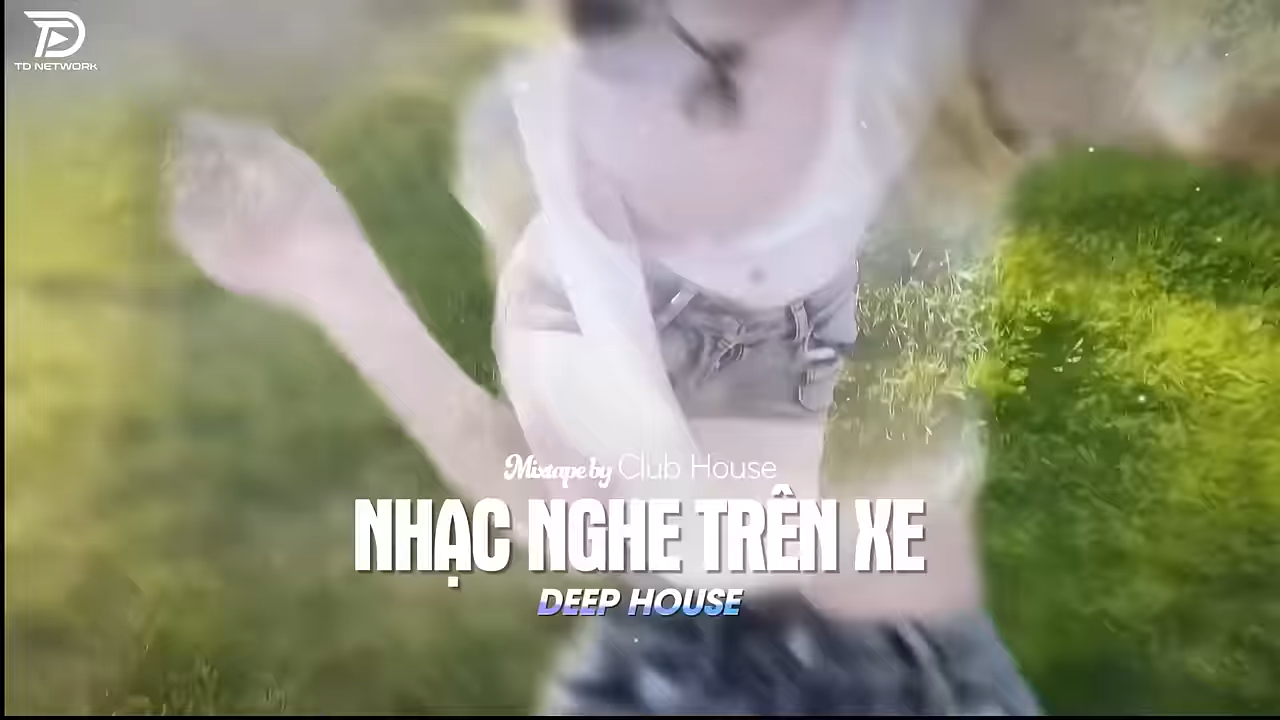 TD NETWORK
Mixtape by Club House
NHẠC NGHE TRÊN XE
DEEP HOUSE